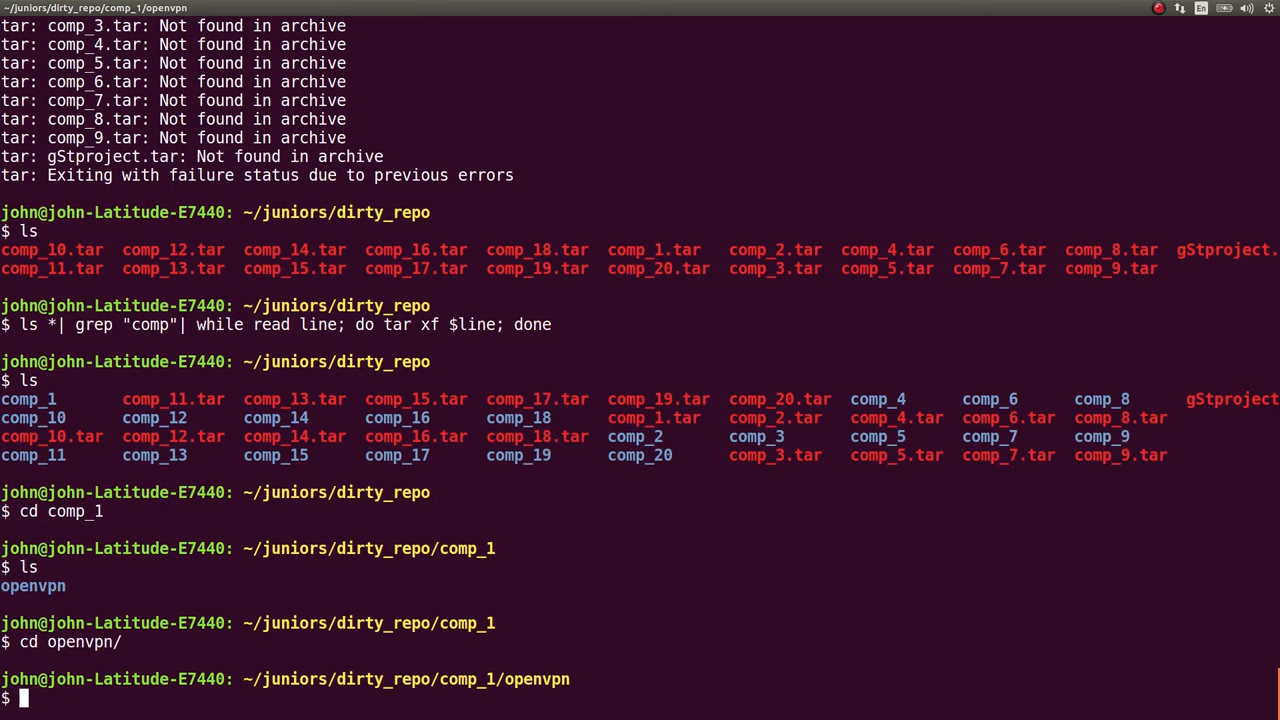 ~/juniors/dirty_repo/comp_1/openvpn
En
tar: comp_3.tar: Not found in archive
tar: comp_4.tar: Not found in archive
tar: comp_5.tar: Not found in archive
tar: comp_6.tar: Not found in archive
tar: comp_7.tar: Not found in archive
tar: comp_8.tar: Not found in archive
tar: comp_9.tar: Not found in archive
tar: gStproject.tar: Not found in archive
tar: Exiting with failure status due to previous errors
john@john-Latitude-E7440: ~/juniors/dirty_repo
$ ls
comp_10.tar comp_12.tar comp_14.tar comp_16.tar comp_18.tar comp_1.tar comp_2.tar comp_4.tar comp_6.tar comp_8.tar gStproject.
comp_11.tar comp_13.tar comp_15.tar comp_17.tar comp_19.tar comp_20.tar comp_3.tar comp_5.tar comp_7.tar comp_9.tar
john@john-Latitude-E7440: ~/juniors/dirty_repo
$ ls *| grep "comp"| while read line; do tar xf $line; done
john@john-Latitude-E7440: ~/juniors/dirty_repo
$ ls
comp_1 comp_11.tar comp_13.tar comp_15.tar comp_17.tar comp_19.tar comp_20.tar comp_4 comp_6 comp_8 gStproject
comp_10 comp_12 comp_14 comp_16 comp_18 comp_1.tar comp_2.tar comp_4.tar comp_6.tar comp_8.tar
comp_10.tar comp_12.tar comp_14.tar comp_16.tar comp_18.tar comp_2 comp_3 comp_5 comp_7 comp_9
comp_11 comp_13 comp_15 comp_17 comp_19 comp_20 comp_3.tar comp_5.tar comp_7.tar comp_9.tar
john@john-Latitude-E7440: ~/juniors/dirty_repo
$ cd comp_1
john@john-Latitude-E7440: ~/juniors/dirty_repo/comp_1
$ ls
openvpn
john@john-Latitude-E7440: ~/juniors/dirty_repo/comp_1
$ cd openvpn/
john@john-Latitude-E7440: ~/juniors/dirty_repo/comp_1/openvpn
$